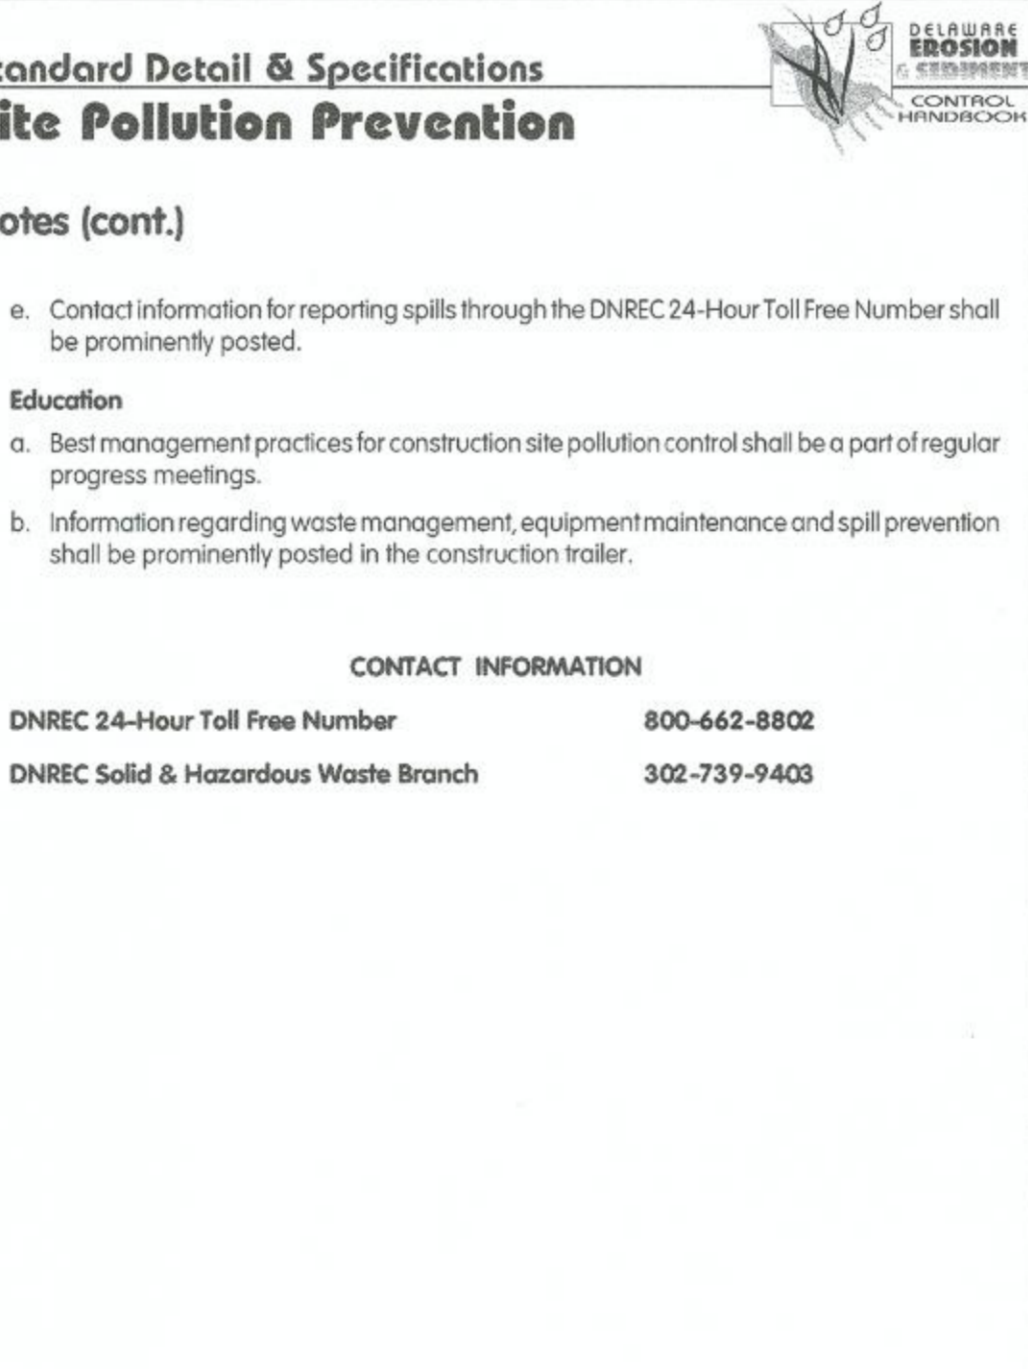 tandard Detail & Specifications
ite Pollution Prevention
DELAWARE
EROSION
& SEDIMENT
CONTROL
HANDBOOK
otes (cont.)
e. Contact information for reporting spills through the DNREC 24-Hour Toll Free Number shall
be prominently posted.
Education
a. Best management practices for construction site pollution control shall be a part of regular
progress meetings.
b. Information regarding waste management, equipment maintenance and spill prevention
shall be prominently posted in the construction trailer.
CONTACT INFORMATION
DNREC 24-Hour Toll Free Number 800-662-8802
DNREC Solid & Hazardous Waste Branch 302-739-9403